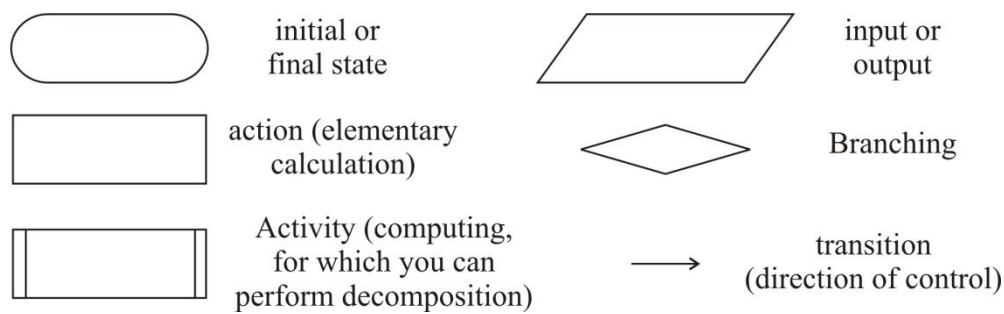 initial or
final state
input or
output
action (elementary
calculation)
Branching
Activity (computing,
for which you can
perform decomposition)
transition
(direction of control)